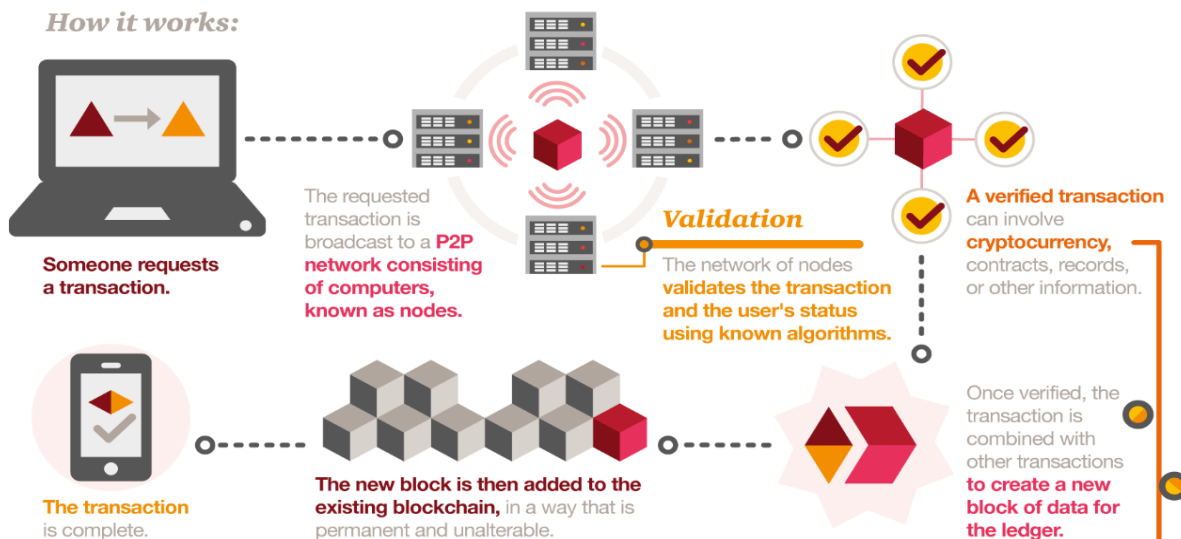 How it works:
Someone requests
a transaction.
The requested
transaction is
broadcast to a P2P
network consisting
of computers,
known as nodes.
Validation
The network of nodes
validates the transaction
and the user's status
using known algorithms.
A verified transaction
can involve
cryptocurrency,
contracts, records,
or other information.
Once verified, the
transaction is
combined with
other transactions
to create a new
block of data for
the ledger.
The new block is then added to the
existing blockchain, in a way that is
permanent and unalterable.
The transaction
is complete.